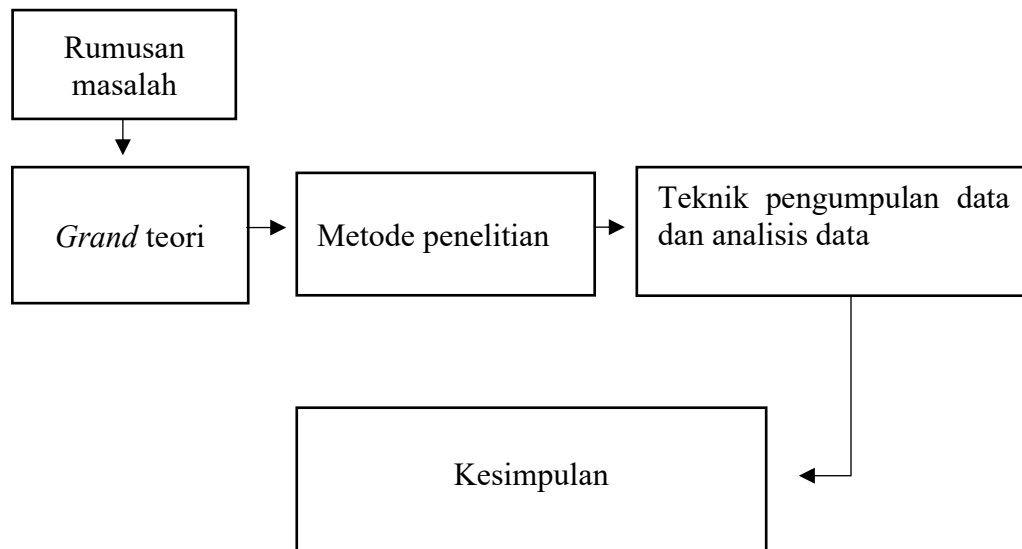 Rumusan
masalah
Grand teori
Metode penelitian
Teknik pengumpulan data
dan analisis data
Kesimpulan